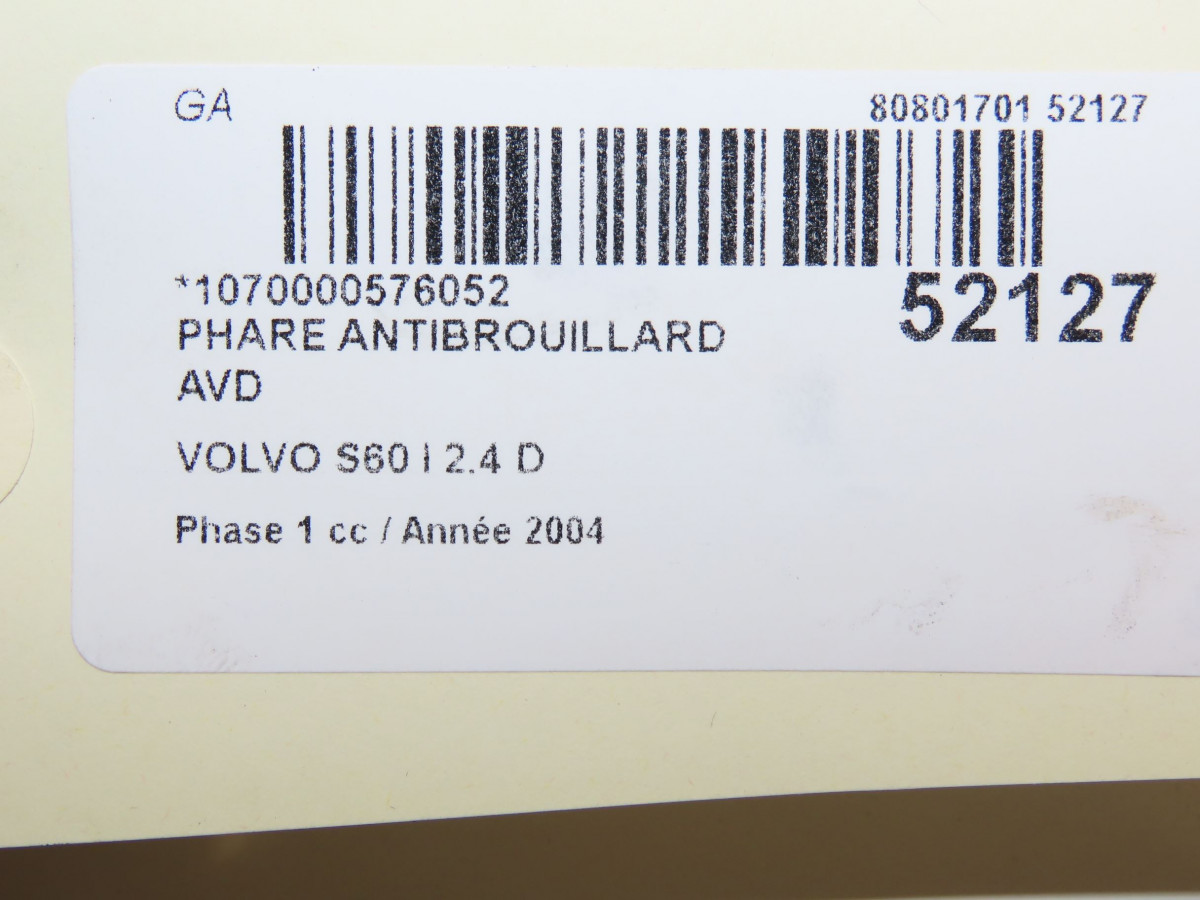 GA
80801701 52127
*1070000576052
52127
PHARE ANTIBROUILLARD
AVD
VOLVO S60 I 2.4 D
Phase 1 cc / Année 2004